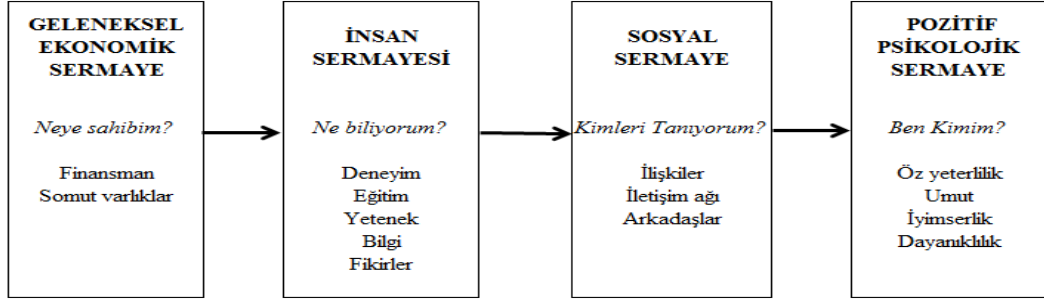 GELENEKSEL
EKONOMİK
SERMAYE
Neye sahibim?
Finansman
Somut varlıklar
İNSAN
SERMAYESİ
Ne biliyorum?
Deneyim
Eğitim
Yetenek
Bilgi
Fikirler
SOSYAL
SERMAYE
Kimleri Tanıyorum?
İlişkiler
İletişim ağı
Arkadaşlar
POZİTİF
PSİKOLOJİK
SERMAYE
Ben Kimim?
Öz yeterlilik
Umut
İyimserlik
Dayanıklılık